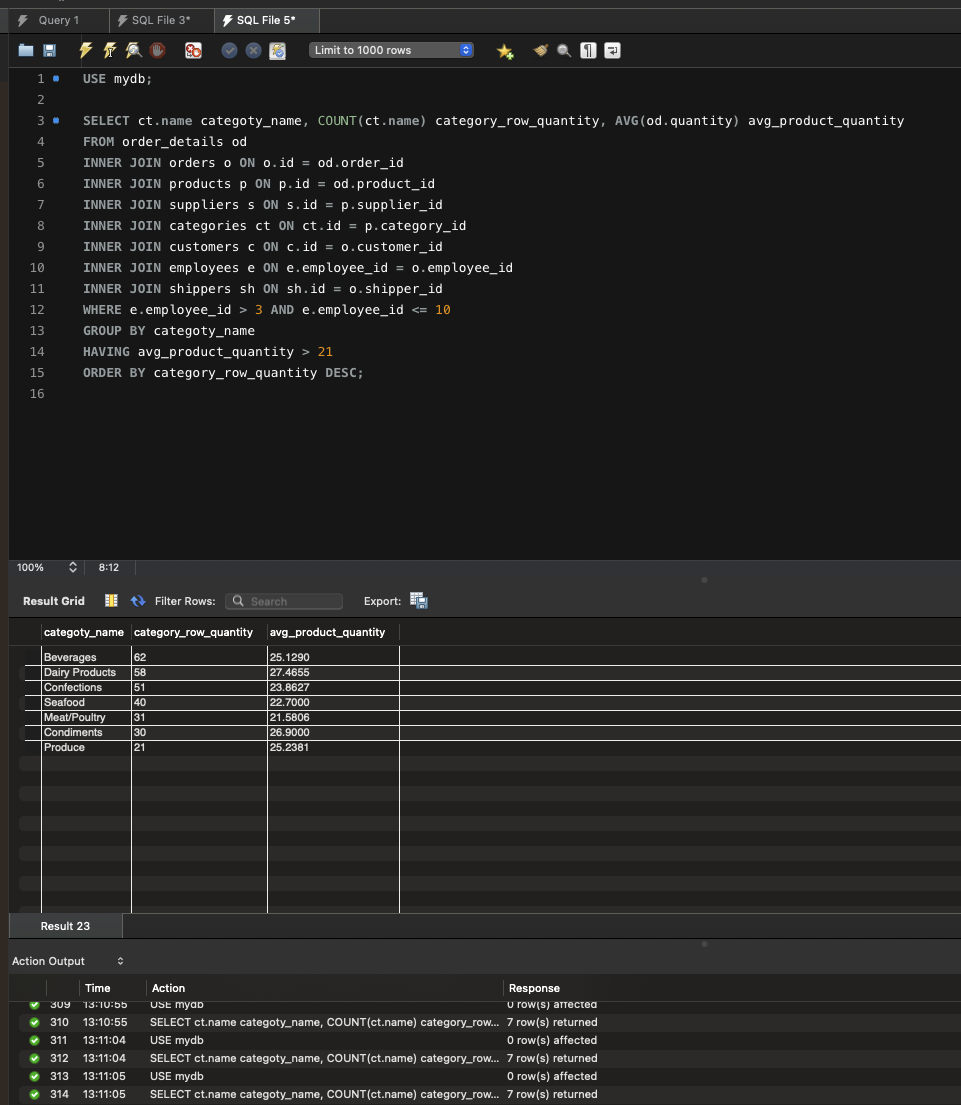 Query 1 SQL File 3* SQL File 5*
Limit to 1000 rows
1 USE mydb;
2
3 SELECT ct.name categoty_name, COUNT(ct.name) category_row_quantity, AVG(od.quantity) avg_product_quantity
4 FROM order_details od
5 INNER JOIN orders o ON o.id = od.order_id
6 INNER JOIN products p ON p.id = od.product_id
7 INNER JOIN suppliers s ON s.id = p.supplier_id
8 INNER JOIN categories ct ON ct.id = p.category_id
9 INNER JOIN customers c ON c.id = o.customer_id
10 INNER JOIN employees e ON e.employee_id = o.employee_id
11 INNER JOIN shippers sh ON sh.id = o.shipper_id
12 WHERE e.employee_id > 3 AND e.employee_id <= 10
13 GROUP BY categoty_name
14 HAVING avg_product_quantity > 21
15 ORDER BY category_row_quantity DESC;
16
100% 8:12
Result Grid Filter Rows: Search Export:
categoty_name category_row_quantity avg_product_quantity
Beverages 62 25.1290
Dairy Products 58 27.4655
Confections 51 23.8627
Seafood 40 22.7000
Meat/Poultry 31 21.5806
Condiments 30 26.9000
Produce 21 25.2381
Result 23
Action Output
Time Action Response
309 13:10:55 USE mydb 0 row(s) affected
310 13:10:55 SELECT ct.name categoty_name, COUNT(ct.name) category_row... 7 row(s) returned
311 13:11:04 USE mydb 0 row(s) affected
312 13:11:04 SELECT ct.name categoty_name, COUNT(ct.name) category_row... 7 row(s) returned
313 13:11:05 USE mydb 0 row(s) affected
314 13:11:05 SELECT ct.name categoty_name, COUNT(ct.name) category_row... 7 row(s) returned